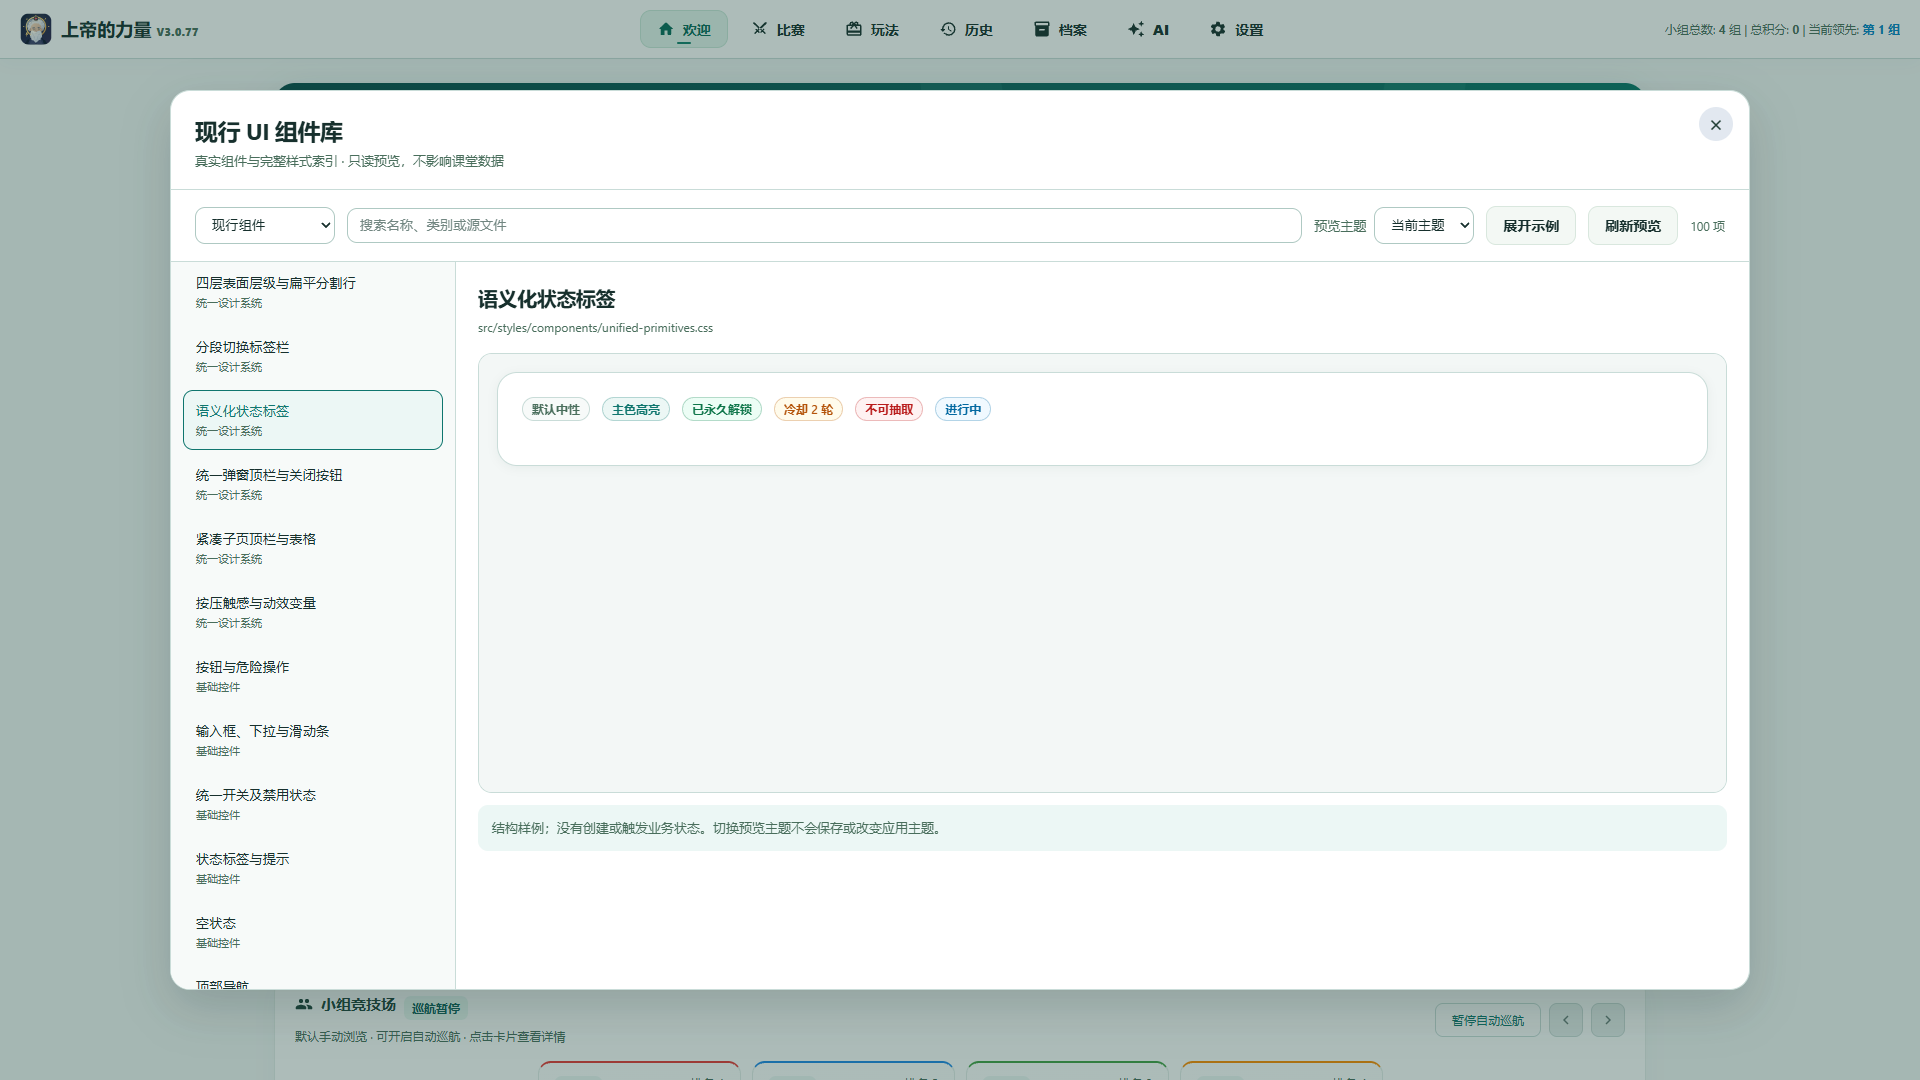 上帝的力量 V3.0.77
欢迎
比赛
玩法
历史
档案
AI
设置
小组总数: 4 组 | 总积分: 0 | 当前领先: 第 1 组
现行 UI 组件库
真实组件与完整样式索引 · 只读预览，不影响课堂数据
现行组件
搜索名称、类别或源文件
预览主题
当前主题
展开示例
刷新预览
100 项
四层表面层级与扁平分割行
统一设计系统
分段切换标签栏
统一设计系统
语义化状态标签
统一设计系统
统一弹窗顶栏与关闭按钮
统一设计系统
紧凑子页顶栏与表格
统一设计系统
按压触感与动效变量
统一设计系统
按钮与危险操作
基础控件
输入框、下拉与滑动条
基础控件
统一开关及禁用状态
基础控件
状态标签与提示
基础控件
空状态
基础控件
顶部导航
语义化状态标签
src/styles/components/unified-primitives.css
默认中性
主色高亮
已永久解锁
冷却 2 轮
不可抽取
进行中
结构样例；没有创建或触发业务状态。切换预览主题不会保存或改变应用主题。
小组竞技场
巡航暂停
默认手动浏览 · 可开启自动巡航 · 点击卡片查看详情
暂停自动巡航